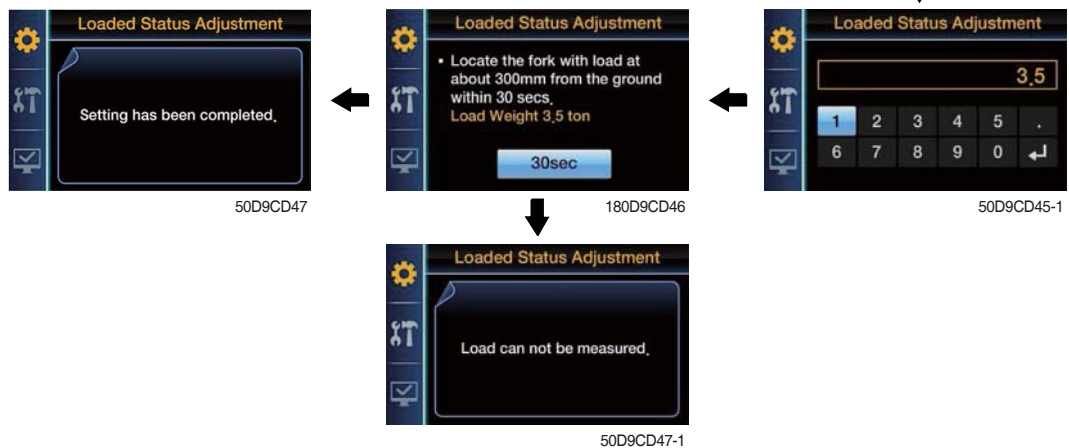 Loaded Status Adjustment
Setting has been completed.
50D9CD47
Loaded Status Adjustment
• Locate the fork with load at
about 300mm from the ground
within 30 secs.
Load Weight 3.5 ton
30sec
180D9CD46
Loaded Status Adjustment
3.5
1 2 3 4 5 .
6 7 8 9 0 ↵
50D9CD45-1
Loaded Status Adjustment
Load can not be measured.
50D9CD47-1